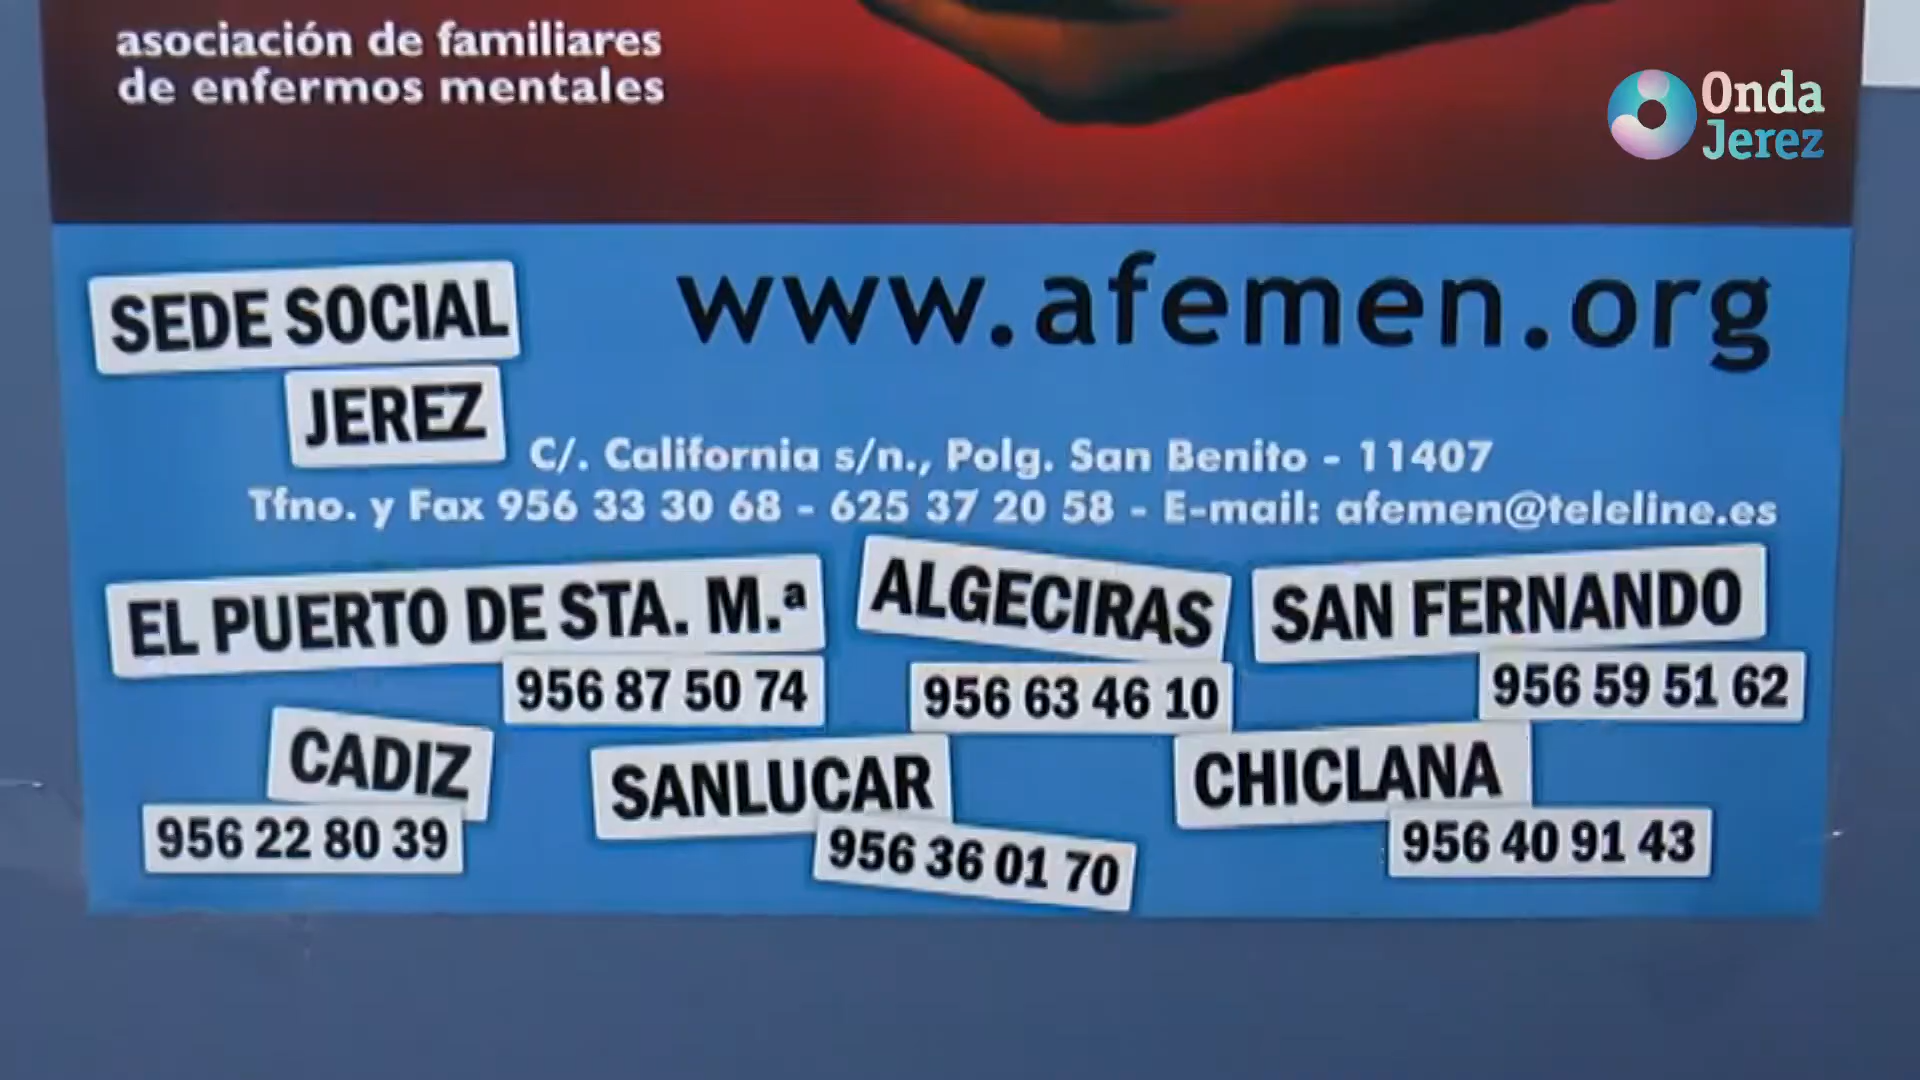 asociación de familiares
de enfermos mentales
Onda
Jerez
SEDE SOCIAL
www.afemen.org
JEREZ
C/. California s/n., Polg. San Benito - 11407
Tfno. y Fax 956 33 30 68 - 625 37 20 58 - E-mail: afemen@teleline.es
EL PUERTO DE STA. M.ª
956 87 50 74
ALGECIRAS
956 63 46 10
SAN FERNANDO
956 59 51 62
CADIZ
956 22 80 39
SANLUCAR
956 36 01 70
CHICLANA
956 40 91 43